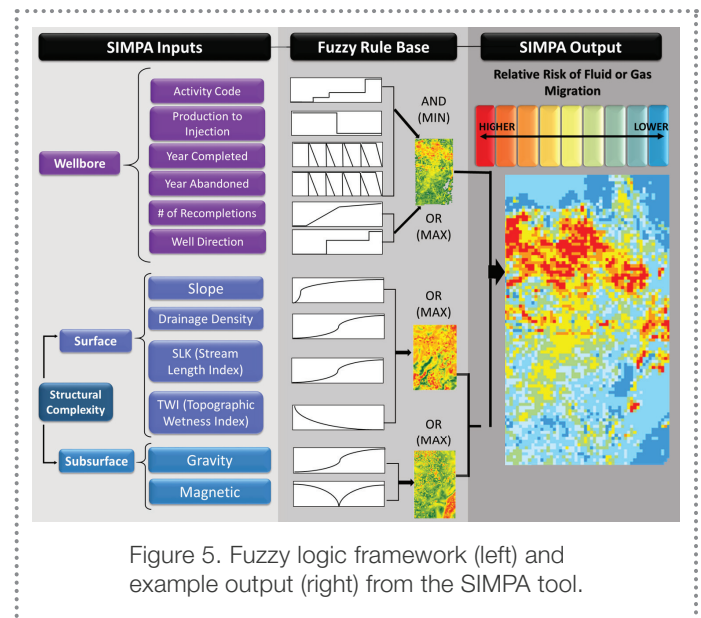 SIMPA Inputs
Fuzzy Rule Base
SIMPA Output
Wellbore
Activity Code
Production to
Injection
Year Completed
Year Abandoned
# of Recompletions
Well Direction
Structural
Complexity
Surface
Slope
Drainage Density
SLK (Stream
Length Index)
TWI (Topographic
Wetness Index)
Subsurface
Gravity
Magnetic
AND
(MIN)
OR
(MAX)
OR
(MAX)
OR
(MAX)
Relative Risk of Fluid or Gas
Migration
HIGHER
LOWER
Figure 5. Fuzzy logic framework (left) and
example output (right) from the SIMPA tool.